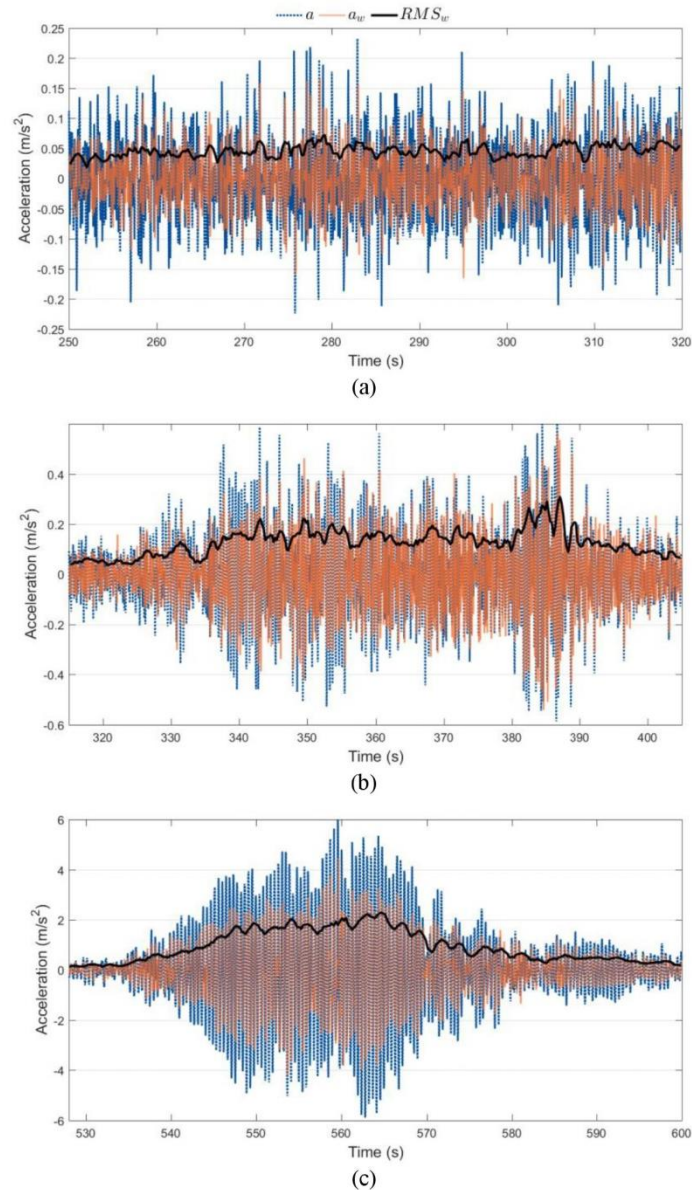 a a_w RMS_w
0.25
0.2
0.15
0.1
0.05
0
-0.05
-0.1
-0.15
-0.2
-0.25
Acceleration (m/s²)
250 260 270 280 290 300 310 320
Time (s)
(a)
0.4
0.2
0
-0.2
-0.4
-0.6
Acceleration (m/s²)
320 330 340 350 360 370 380 390 400
Time (s)
(b)
6
4
2
0
-2
-4
-6
Acceleration (m/s²)
530 540 550 560 570 580 590 600
Time (s)
(c)